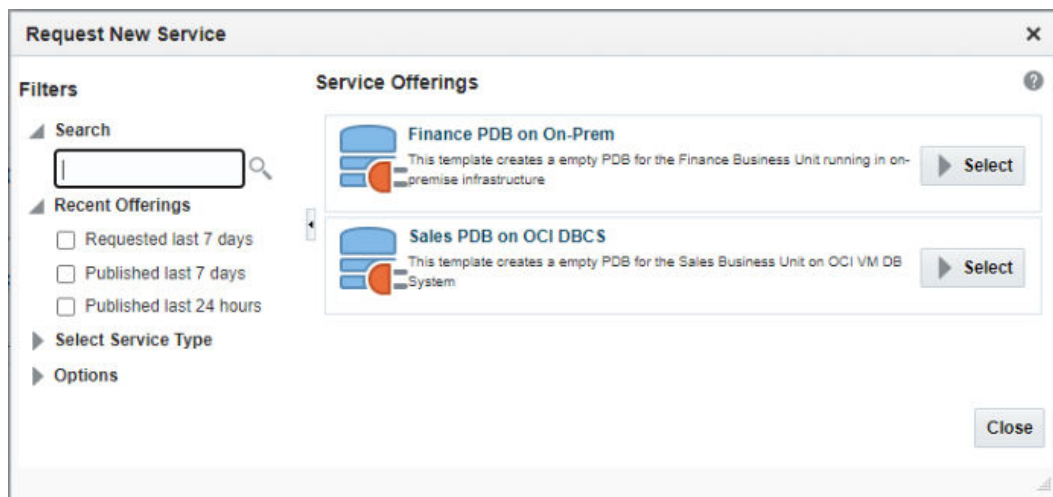 Request New Service
Filters
Search
Recent Offerings
Requested last 7 days
Published last 7 days
Published last 24 hours
Select Service Type
Options
Service Offerings
Finance PDB on On-Prem
This template creates a empty PDB for the Finance Business Unit running in on-
premise infrastructure
Select
Sales PDB on OCI DBCS
This template creates a empty PDB for the Sales Business Unit on OCI VM DB
System
Select
Close